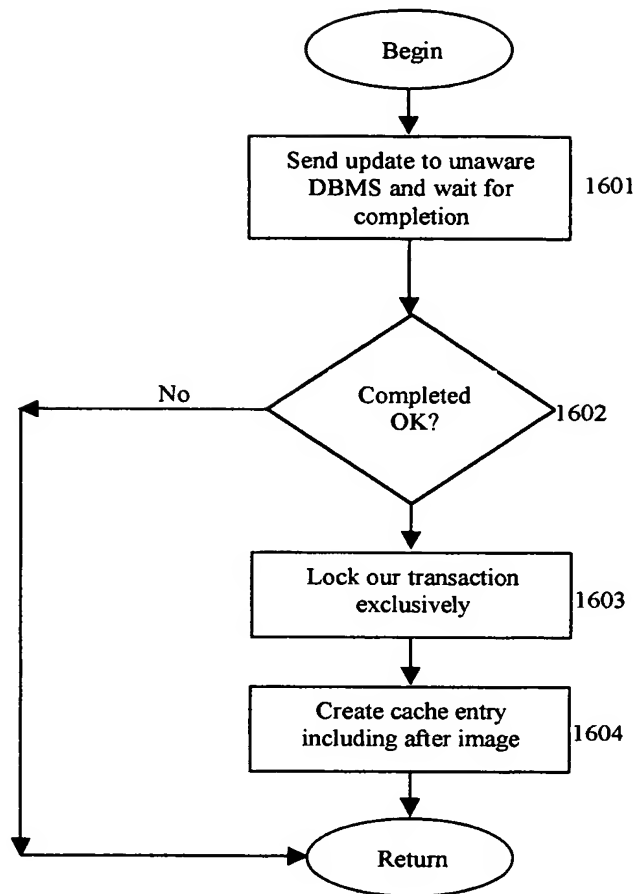 Begin
Send update to unaware
DBMS and wait for
completion
1601
No
Completed
OK?
1602
Lock our transaction
exclusively
1603
Create cache entry
including after image
1604
Return